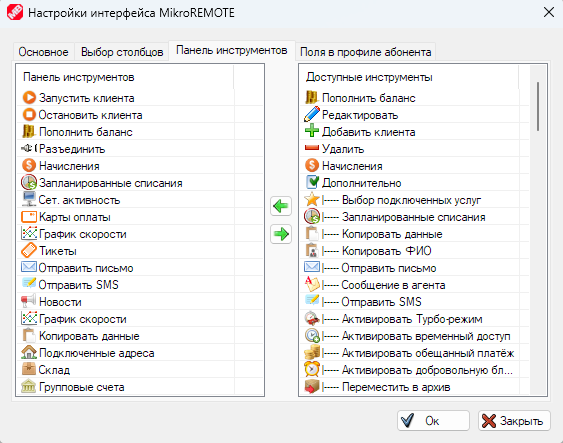 Настройки интерфейса MikroREMOTE
Основное
Выбор столбцов
Панель инструментов
Поля в профиле абонента
Панель инструментов
Запустить клиента
Остановить клиента
Пополнить баланс
Разъединить
Начисления
Запланированные списания
Сет. активность
Карты оплаты
График скорости
Тикеты
Отправить письмо
Отправить SMS
Новости
График скорости
Копировать данные
Подключенные адреса
Склад
Групповые счета
Доступные инструменты
Пополнить баланс
Редактировать
Добавить клиента
Удалить
Начисления
Дополнительно
|----- Выбор подключенных услуг
|----- Запланированные списания
|----- Копировать данные
|----- Копировать ФИО
|----- Отправить письмо
|----- Сообщение в агента
|----- Отправить SMS
|----- Активировать Турбо-режим
|----- Активировать временный доступ
|----- Активировать обещанный платёж
|----- Активировать добровольную бл...
|----- Переместить в архив
Ок
Закрыть